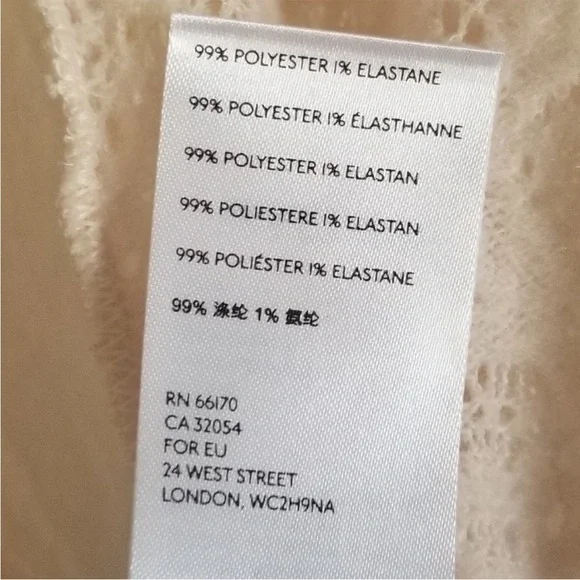 99% POLYESTER 1% ELASTANE
99% POLYESTER 1% ÉLASTHANNE
99% POLYESTER 1% ELASTAN
99% POLIESTERE 1% ELASTAN
99% POLIÉSTER 1% ELASTANE
99% 涤纶 1% 氨纶
RN 66170
CA 32054
FOR EU
24 WEST STREET
LONDON, WC2H9NA